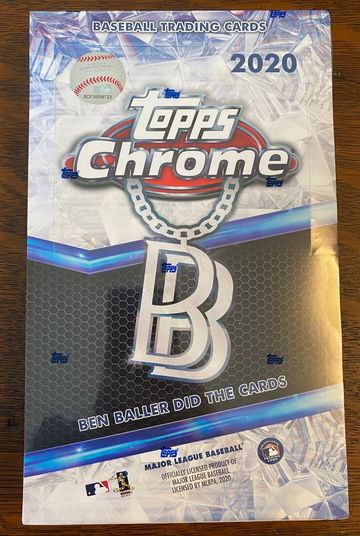 BASEBALL TRADING CARDS
2020
Topps
Chrome
BB
BEN BALLER DID THE CARDS
Topps
MAJOR LEAGUE BASEBALL®
OFFICIALLY LICENSED PRODUCT OF
MAJOR LEAGUE BASEBALL.
LICENSED BY MLBPA, 2020.